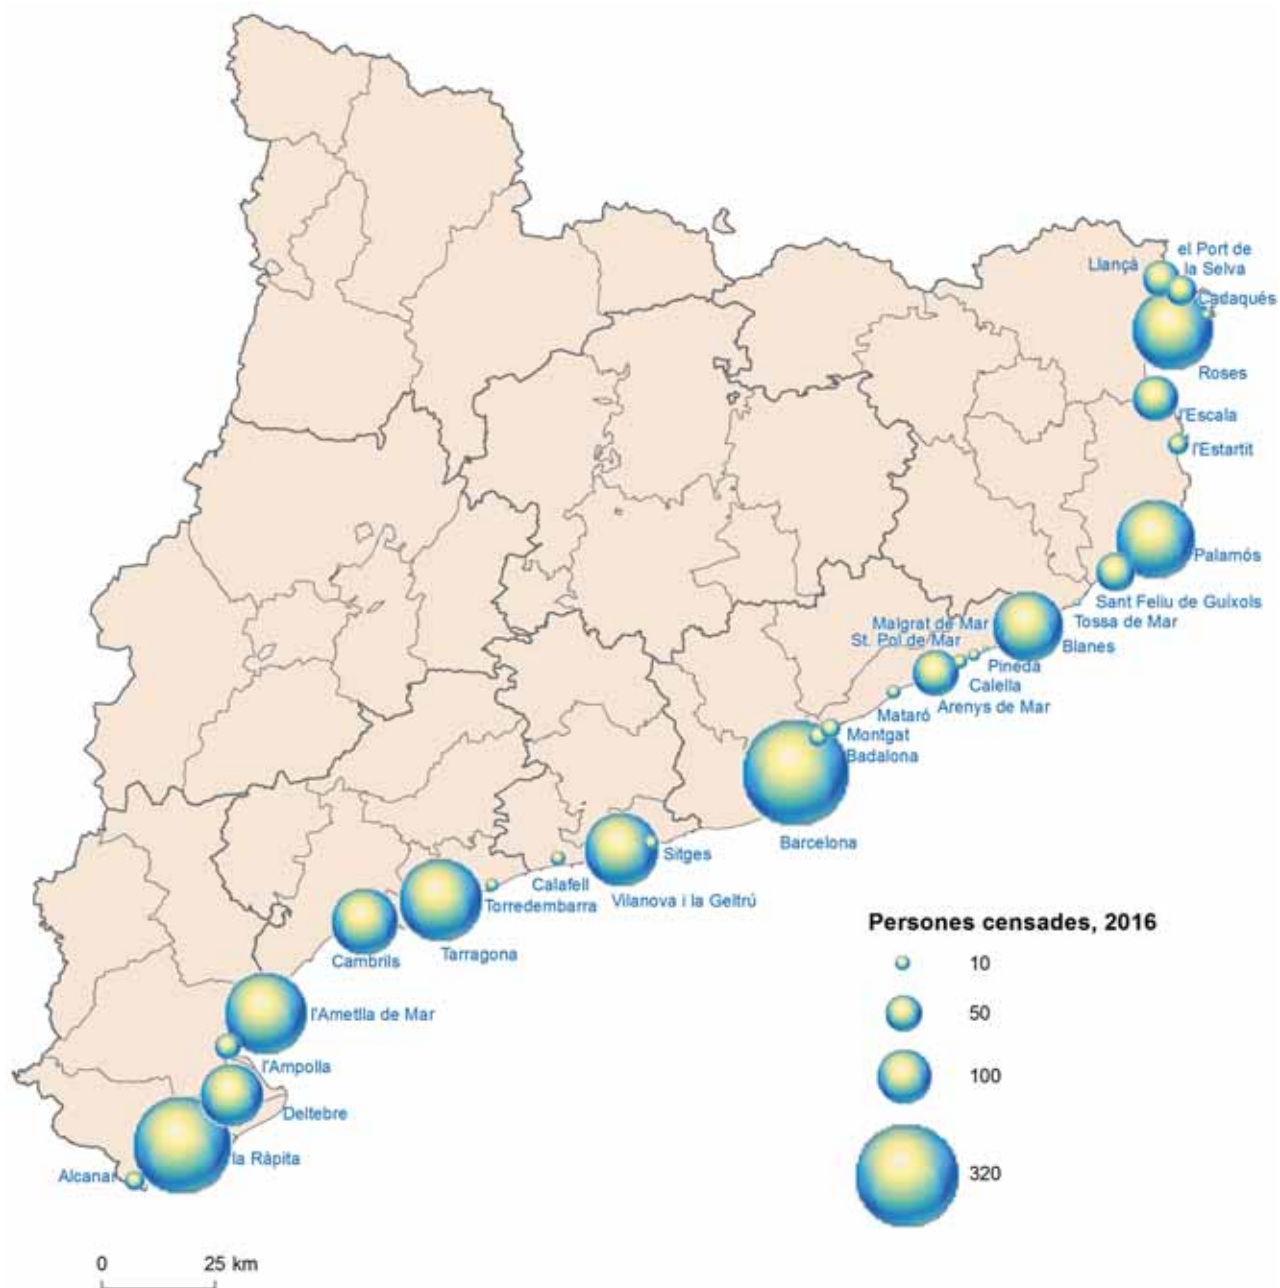 el Port de
la Selva
Llançà
Cadaqués
Roses
l'Escala
l'Estartit
Palamós
Sant Feliu de Guíxols
Tossa de Mar
Malgrat de Mar
Blanes
St. Pol de Mar
Pineda
Calella
Arenys de Mar
Mataró
Montgat
Badalona
Barcelona
Sitges
Calafell
Vilanova i la Geltrú
Torredembarra
Tarragona
Cambrils
l'Ametlla de Mar
l'Ampolla
Deltebre
la Ràpita
Alcanar
Persones censades, 2016
10
50
100
320
0 25 km